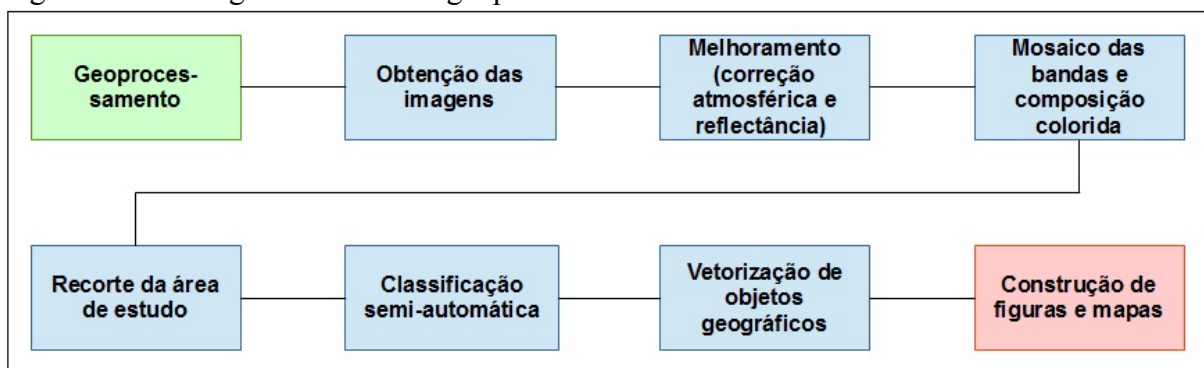 Geoproces-
samento
Obtenção das
imagens
Melhoramento
(correção
atmosférica e
reflectância)
Mosaico das
bandas e
composição
colorida
Recorte da área
de estudo
Classificação
semi-automática
Vetorização de
objetos
geográficos
Construção de
figuras e mapas